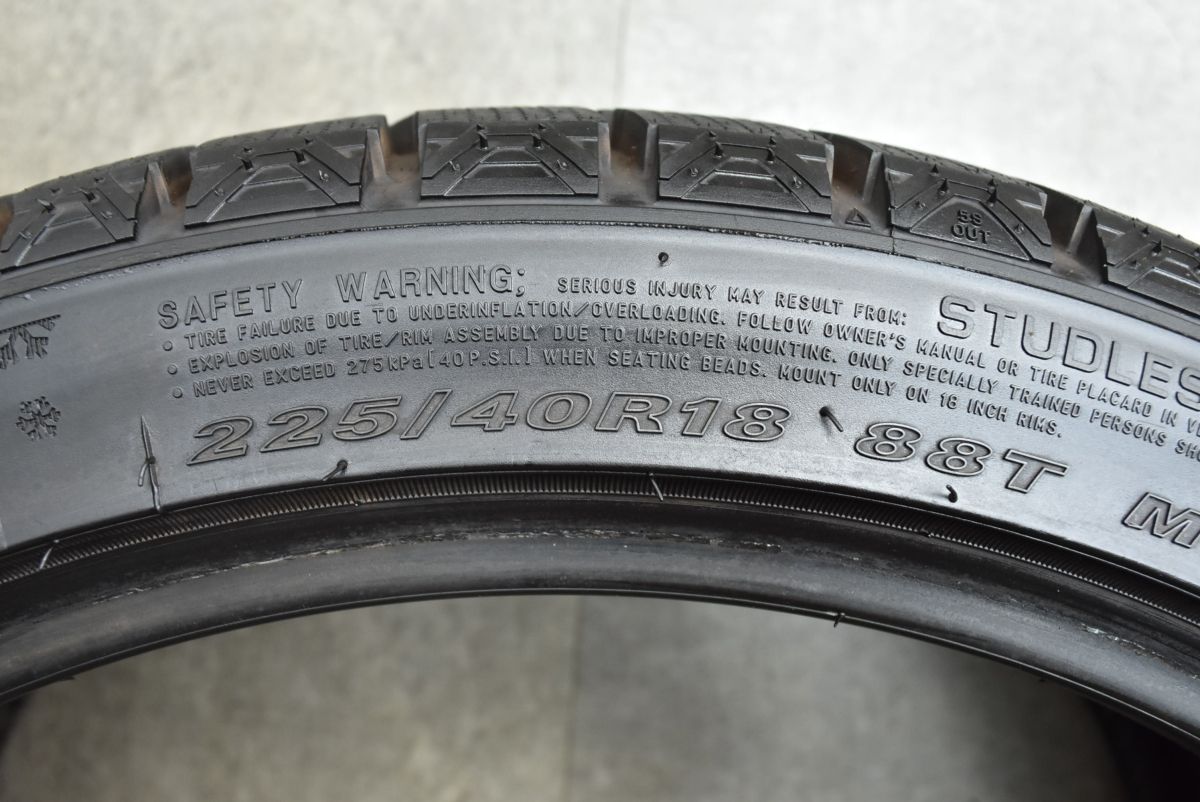 5S
OUT
SAFETY WARNING; SERIOUS INJURY MAY RESULT FROM:
• TIRE FAILURE DUE TO UNDERINFLATION/OVERLOADING. FOLLOW OWNER'S MANUAL OR TIRE PLACARD IN
• EXPLOSION OF TIRE/RIM ASSEMBLY DUE TO IMPROPER MOUNTING. ONLY SPECIALLY TRAINED PERSONS
• NEVER EXCEED 275kPa[40P.S.I.] WHEN SEATING BEADS. MOUNT ONLY ON 18 INCH RIMS.
STUDLES
225/40R18 88T M